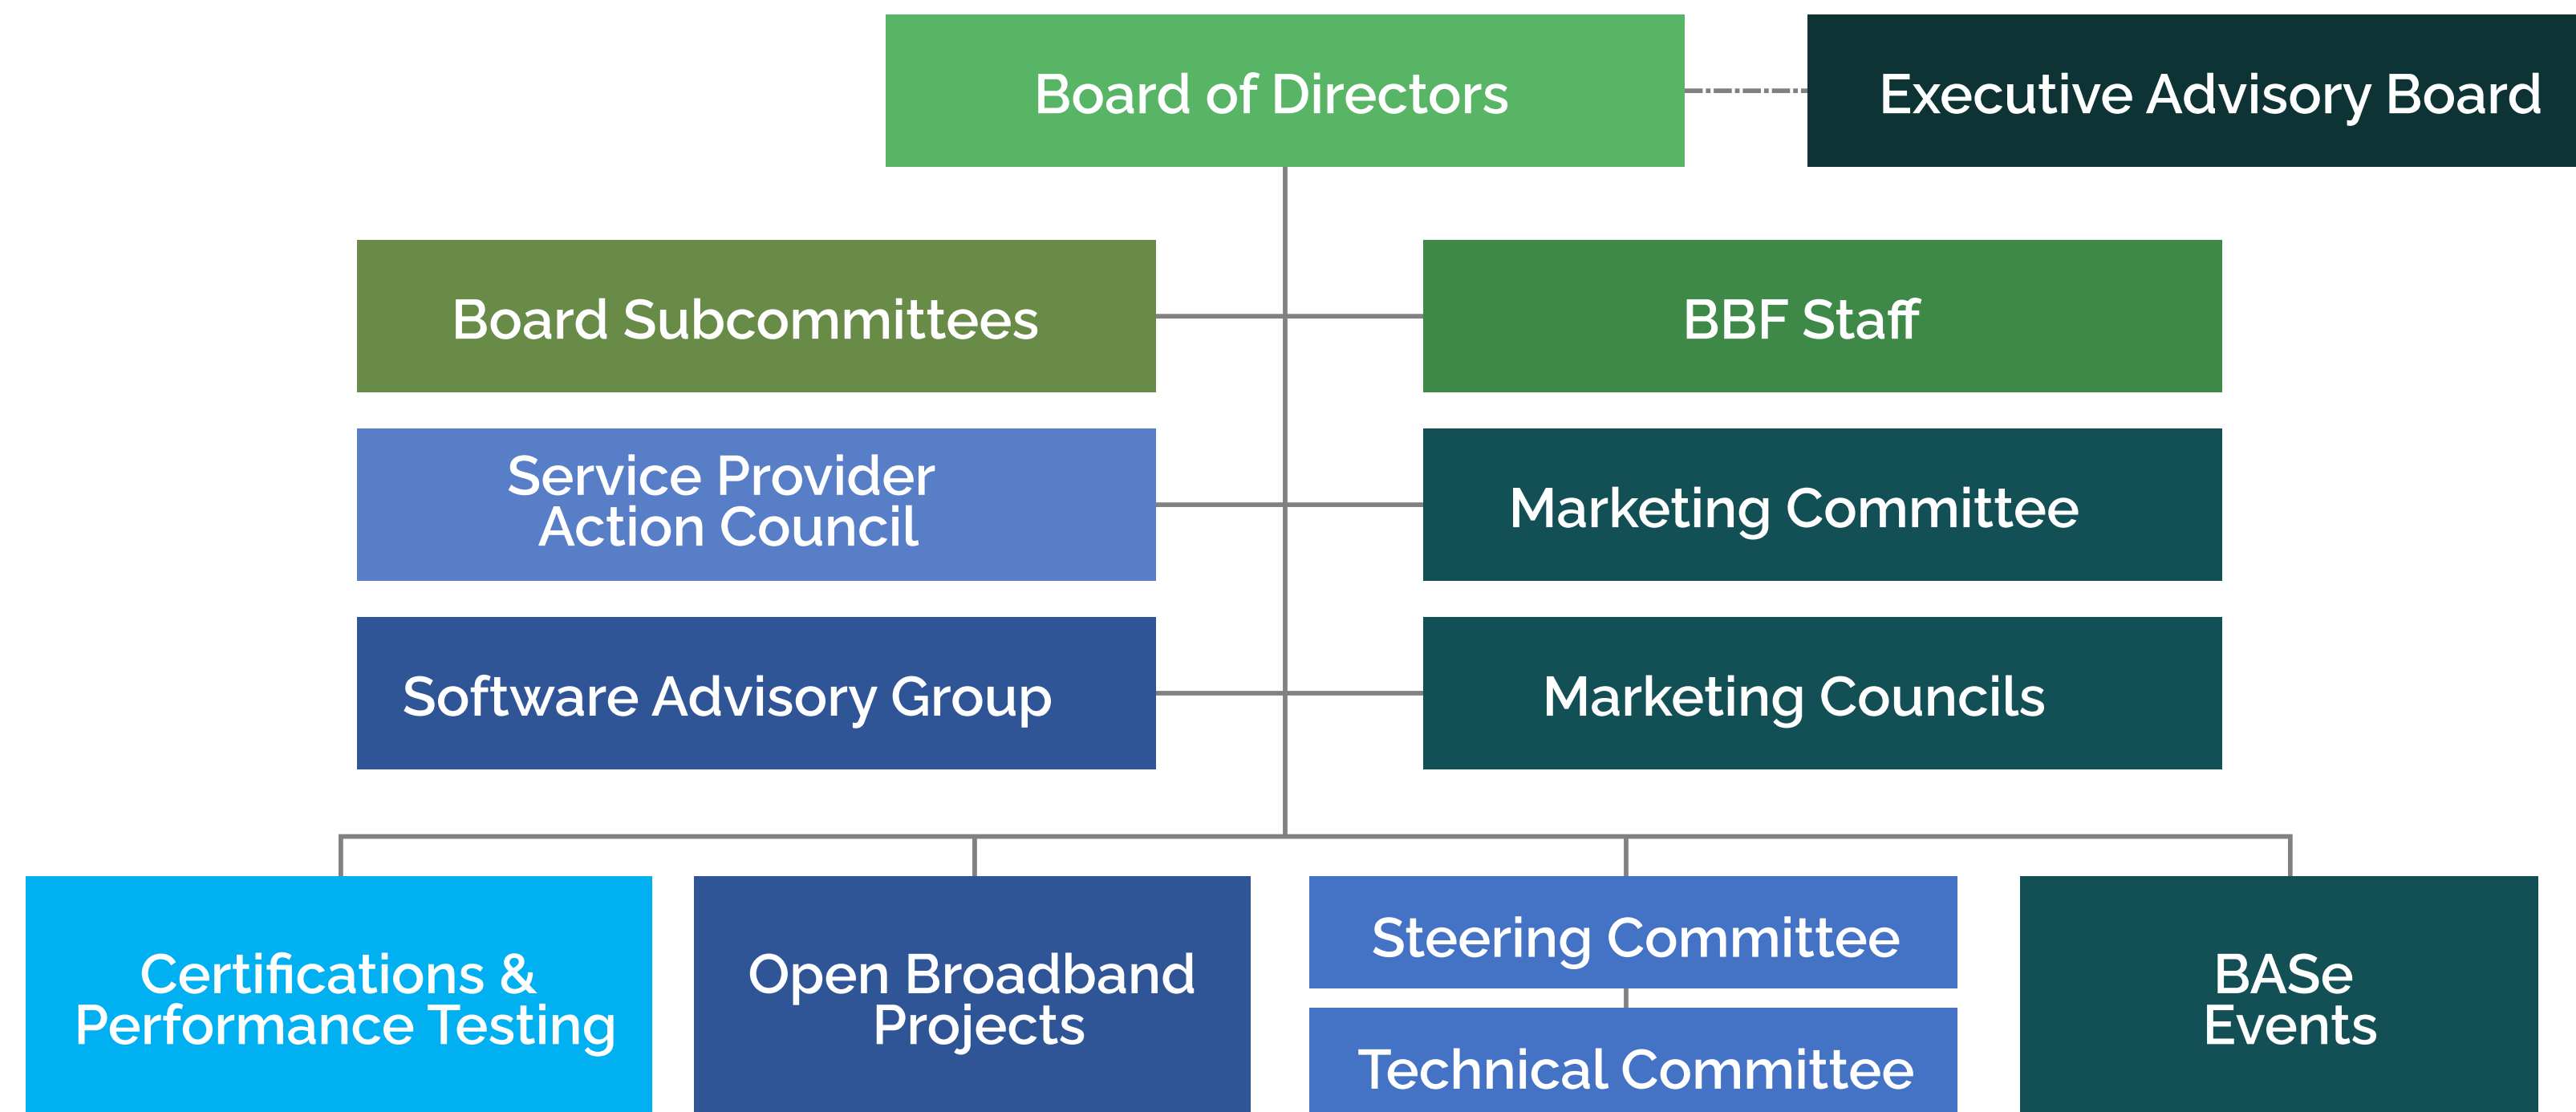 Board of Directors
Executive Advisory Board
Board Subcommittees
BBF Staff
Service Provider
Action Council
Marketing Committee
Software Advisory Group
Marketing Councils
Certifications &
Performance Testing
Open Broadband
Projects
Steering Committee
Technical Committee
BASe
Events